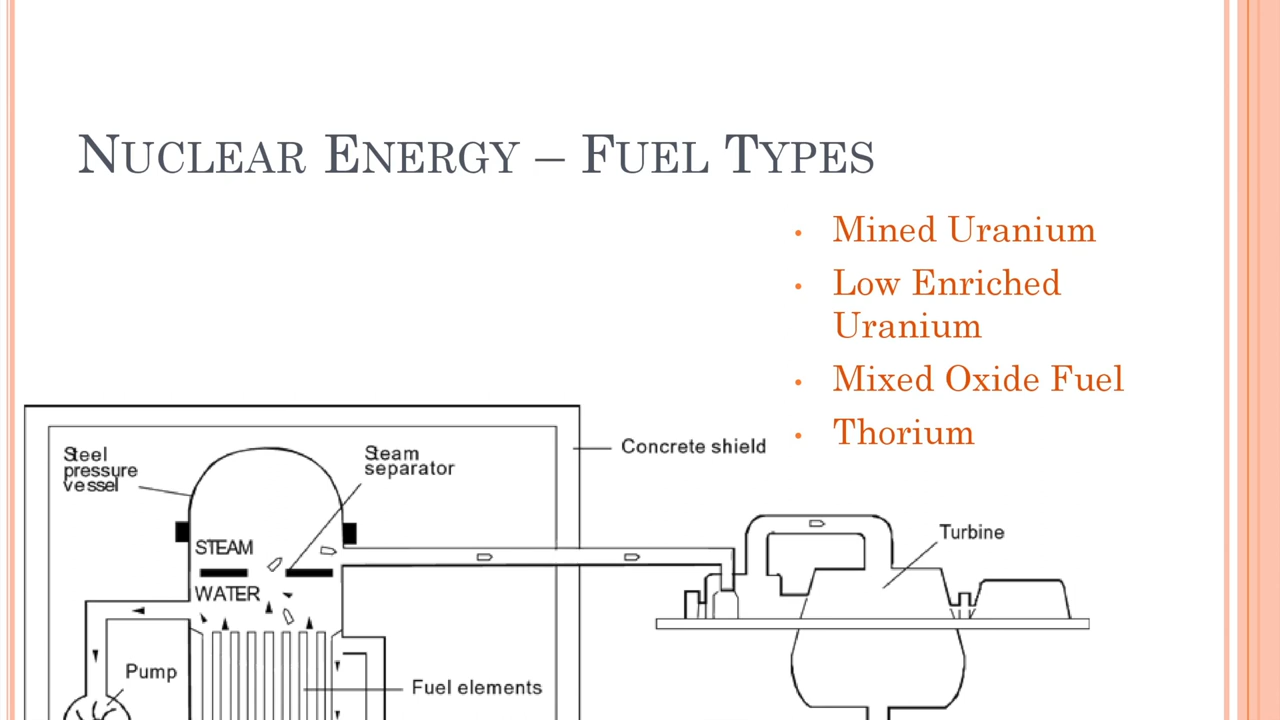 NUCLEAR ENERGY – FUEL TYPES
• Mined Uranium
• Low Enriched
Uranium
• Mixed Oxide Fuel
• Thorium
Steel
pressure
vessel
Steam
separator
Concrete shield
Turbine
STEAM
WATER
Pump
Fuel elements